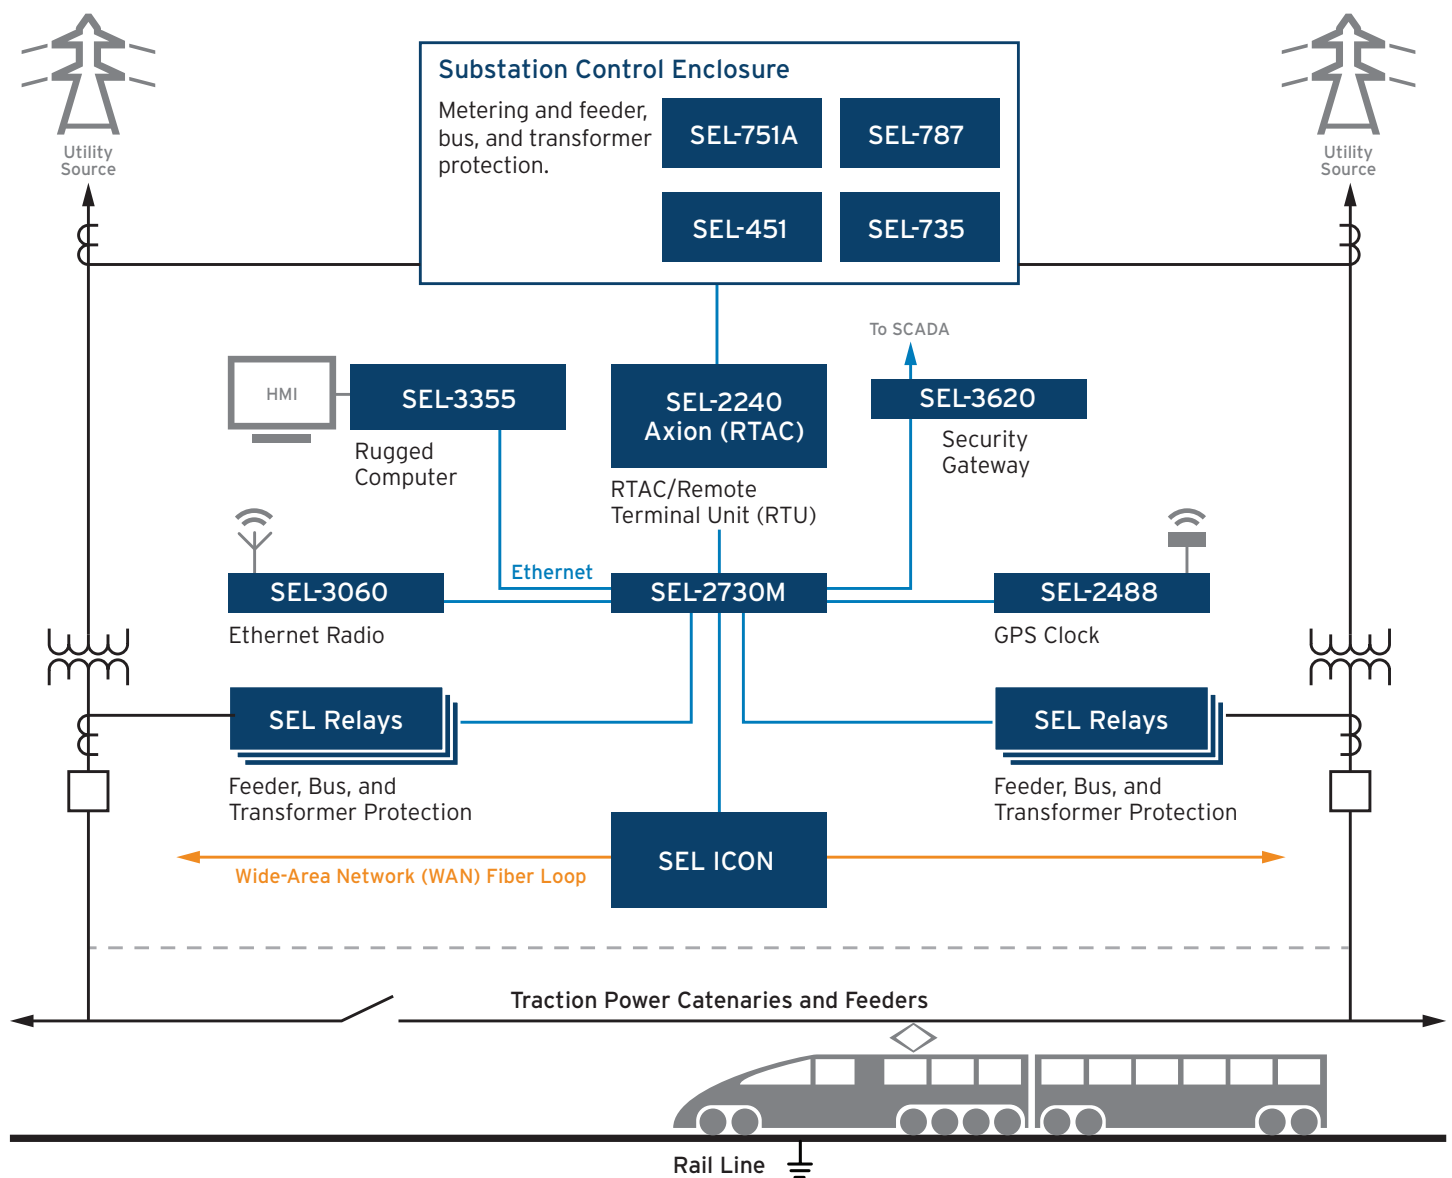 Substation Control Enclosure
Metering and feeder,
bus, and transformer
protection.
SEL-751A
SEL-787
SEL-451
SEL-735
Utility
Source
Utility
Source
To SCADA
HMI
SEL-3355
Rugged
Computer
SEL-2240
Axion (RTAC)
RTAC/Remote
Terminal Unit (RTU)
SEL-3620
Security
Gateway
Ethernet
SEL-3060
Ethernet Radio
SEL-2730M
SEL-2488
GPS Clock
SEL Relays
Feeder, Bus, and
Transformer Protection
SEL Relays
Feeder, Bus, and
Transformer Protection
SEL ICON
Wide-Area Network (WAN) Fiber Loop
Traction Power Catenaries and Feeders
Rail Line